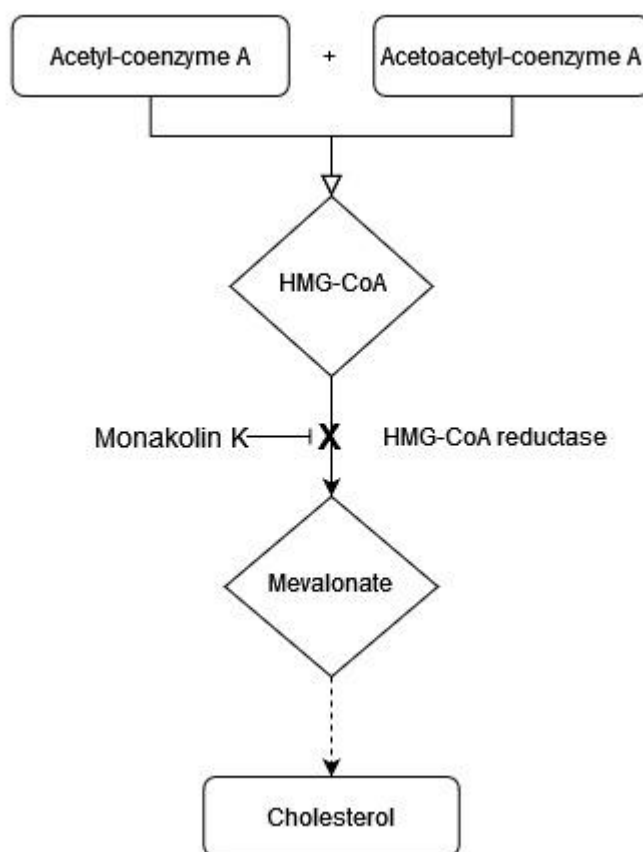 Acetyl-coenzyme A + Acetoacetyl-coenzyme A
HMG-CoA
Monakolin K X HMG-CoA reductase
Mevalonate
Cholesterol